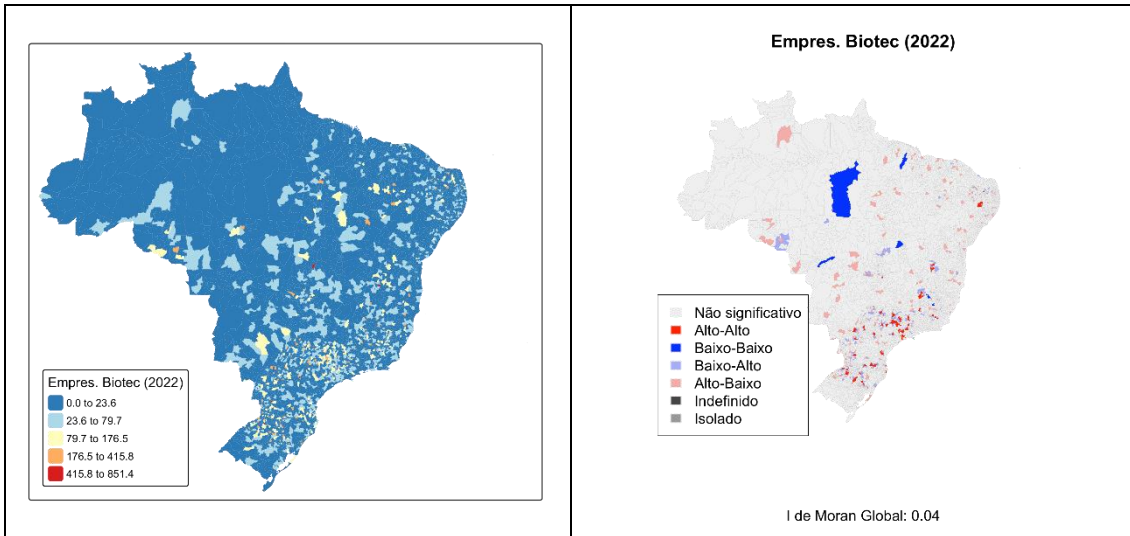 Empres. Biotec (2022)
0.0 to 23.6
23.6 to 79.7
79.7 to 176.5
176.5 to 415.8
415.8 to 851.4
Empres. Biotec (2022)
Não significativo
Alto-Alto
Baixo-Baixo
Baixo-Alto
Alto-Baixo
Indefinido
Isolado
I de Moran Global: 0.04